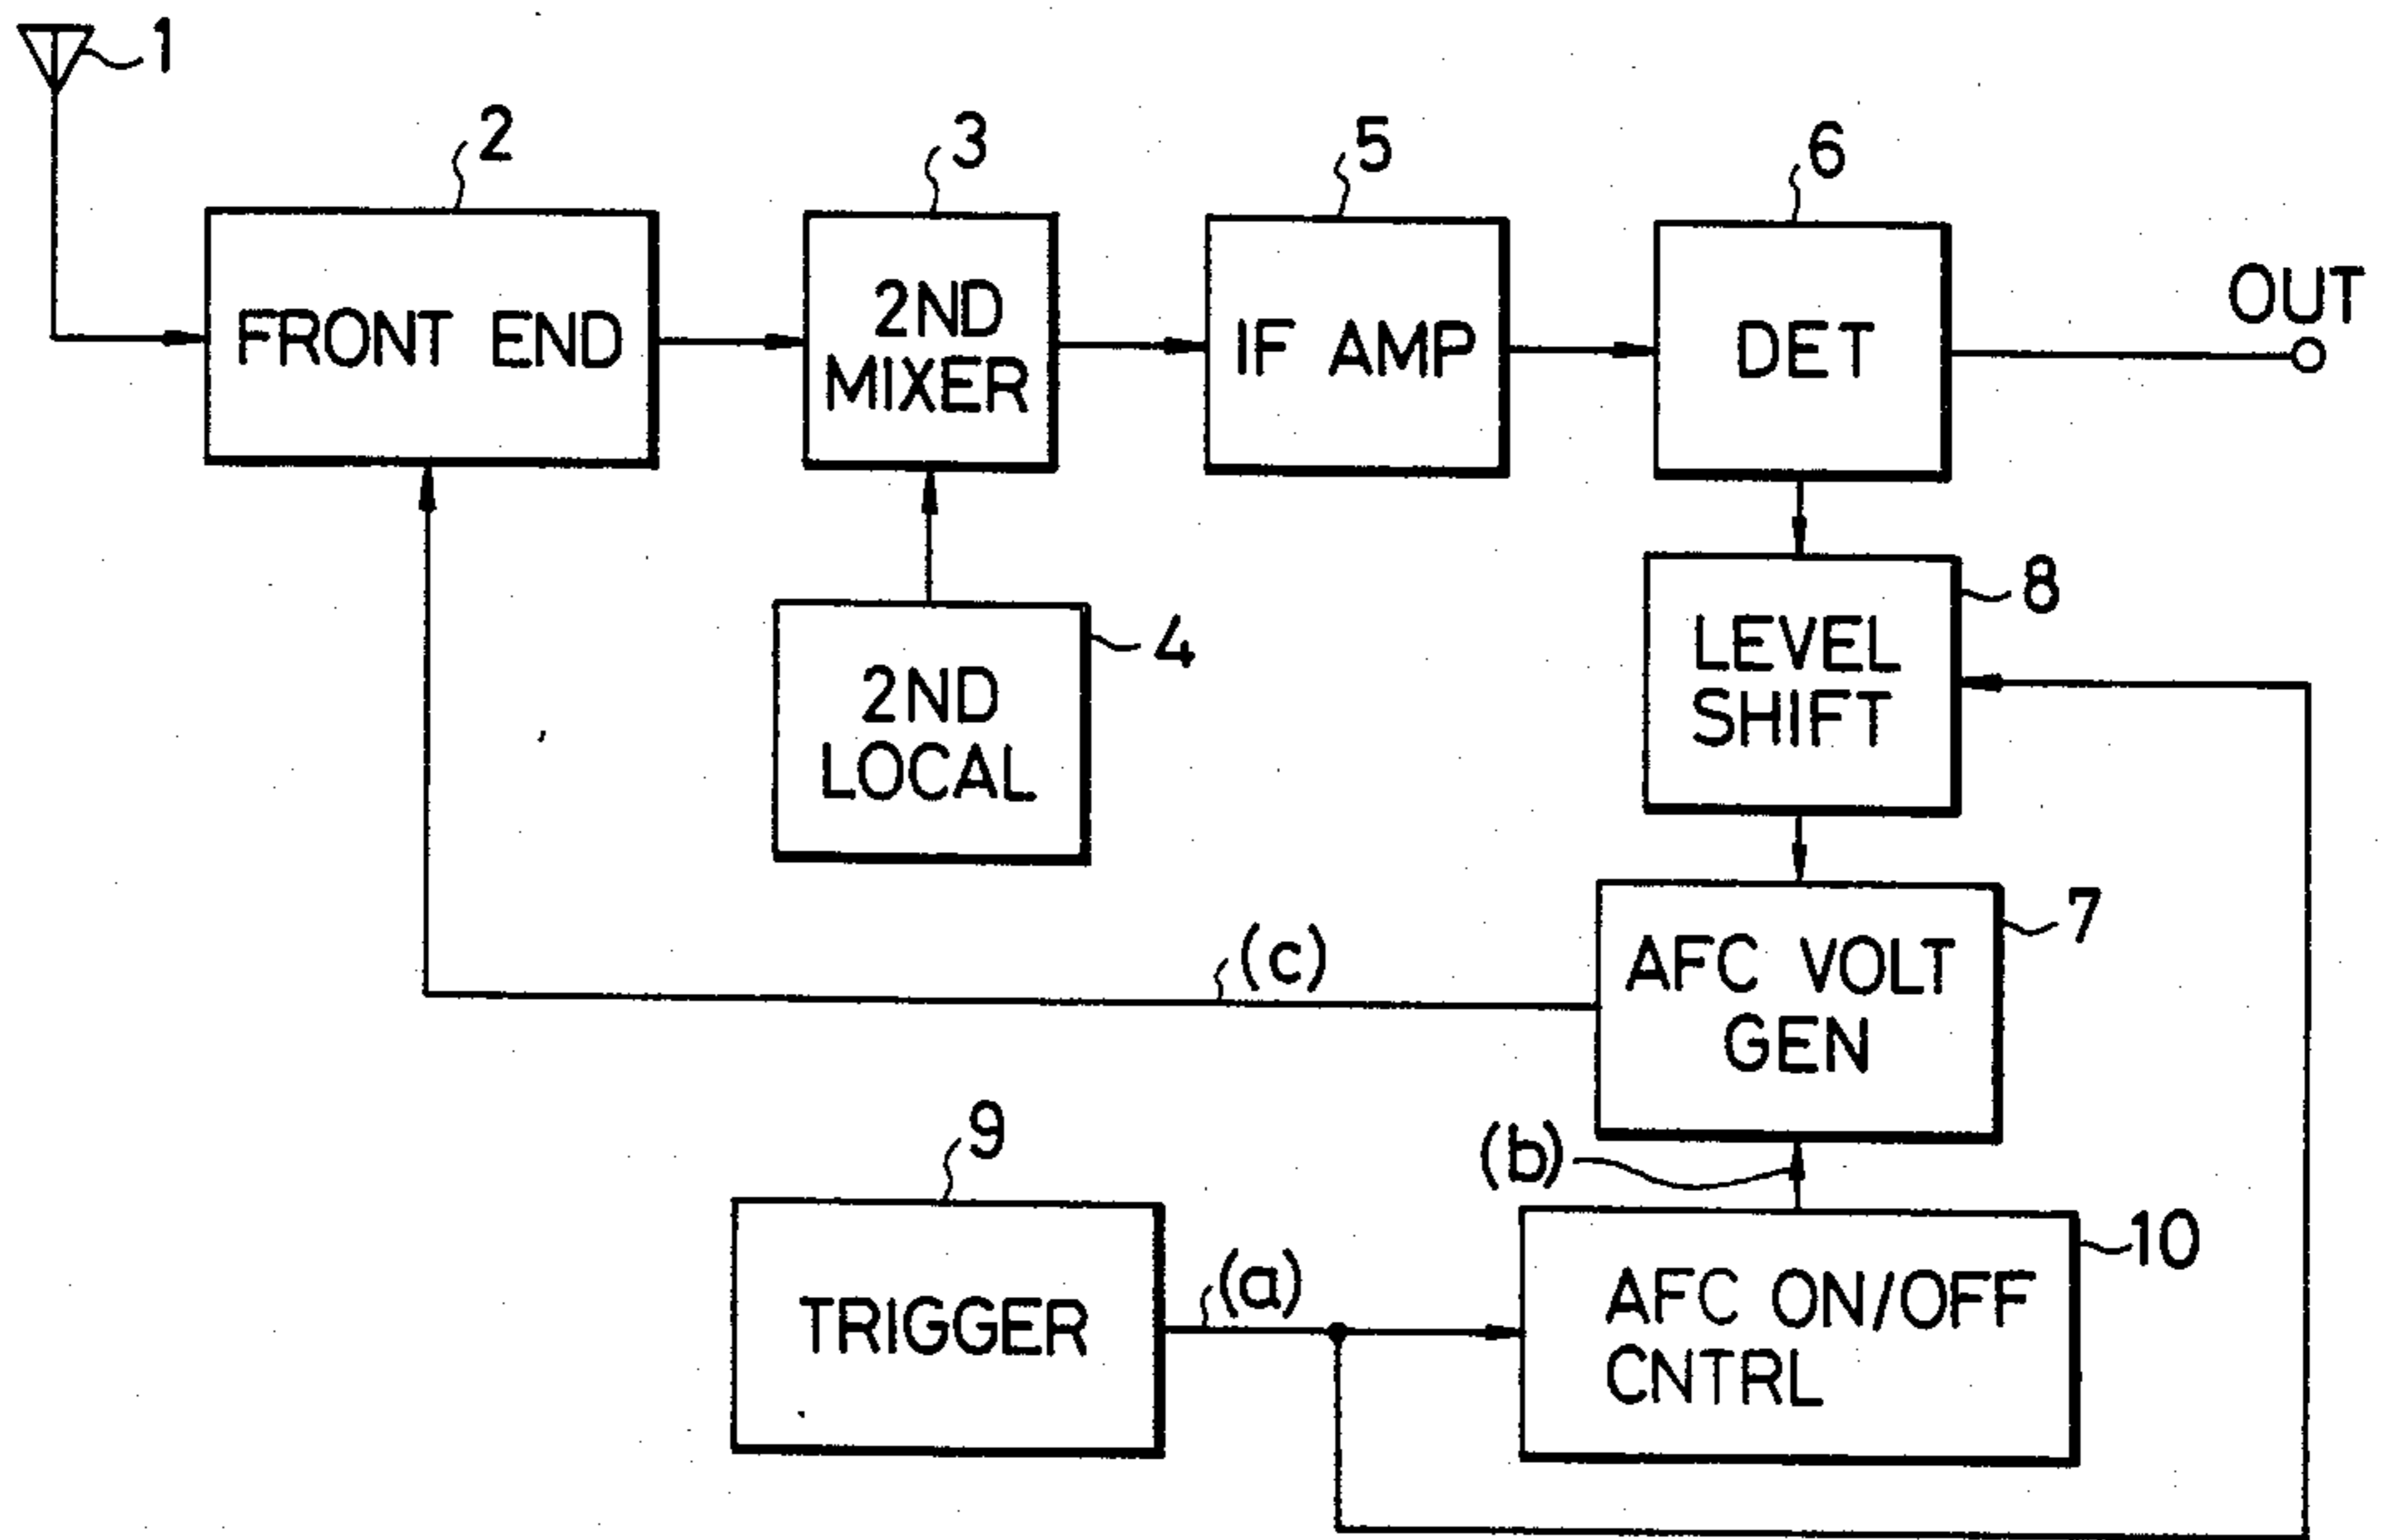 1
2
3
5
6
FRONT END
2ND
MIXER
IF AMP
DET
OUT
4
2ND
LOCAL
8
LEVEL
SHIFT
7
AFC VOLT
GEN
(c)
(b)
9
TRIGGER
(a)
10
AFC ON/OFF
CNTRL